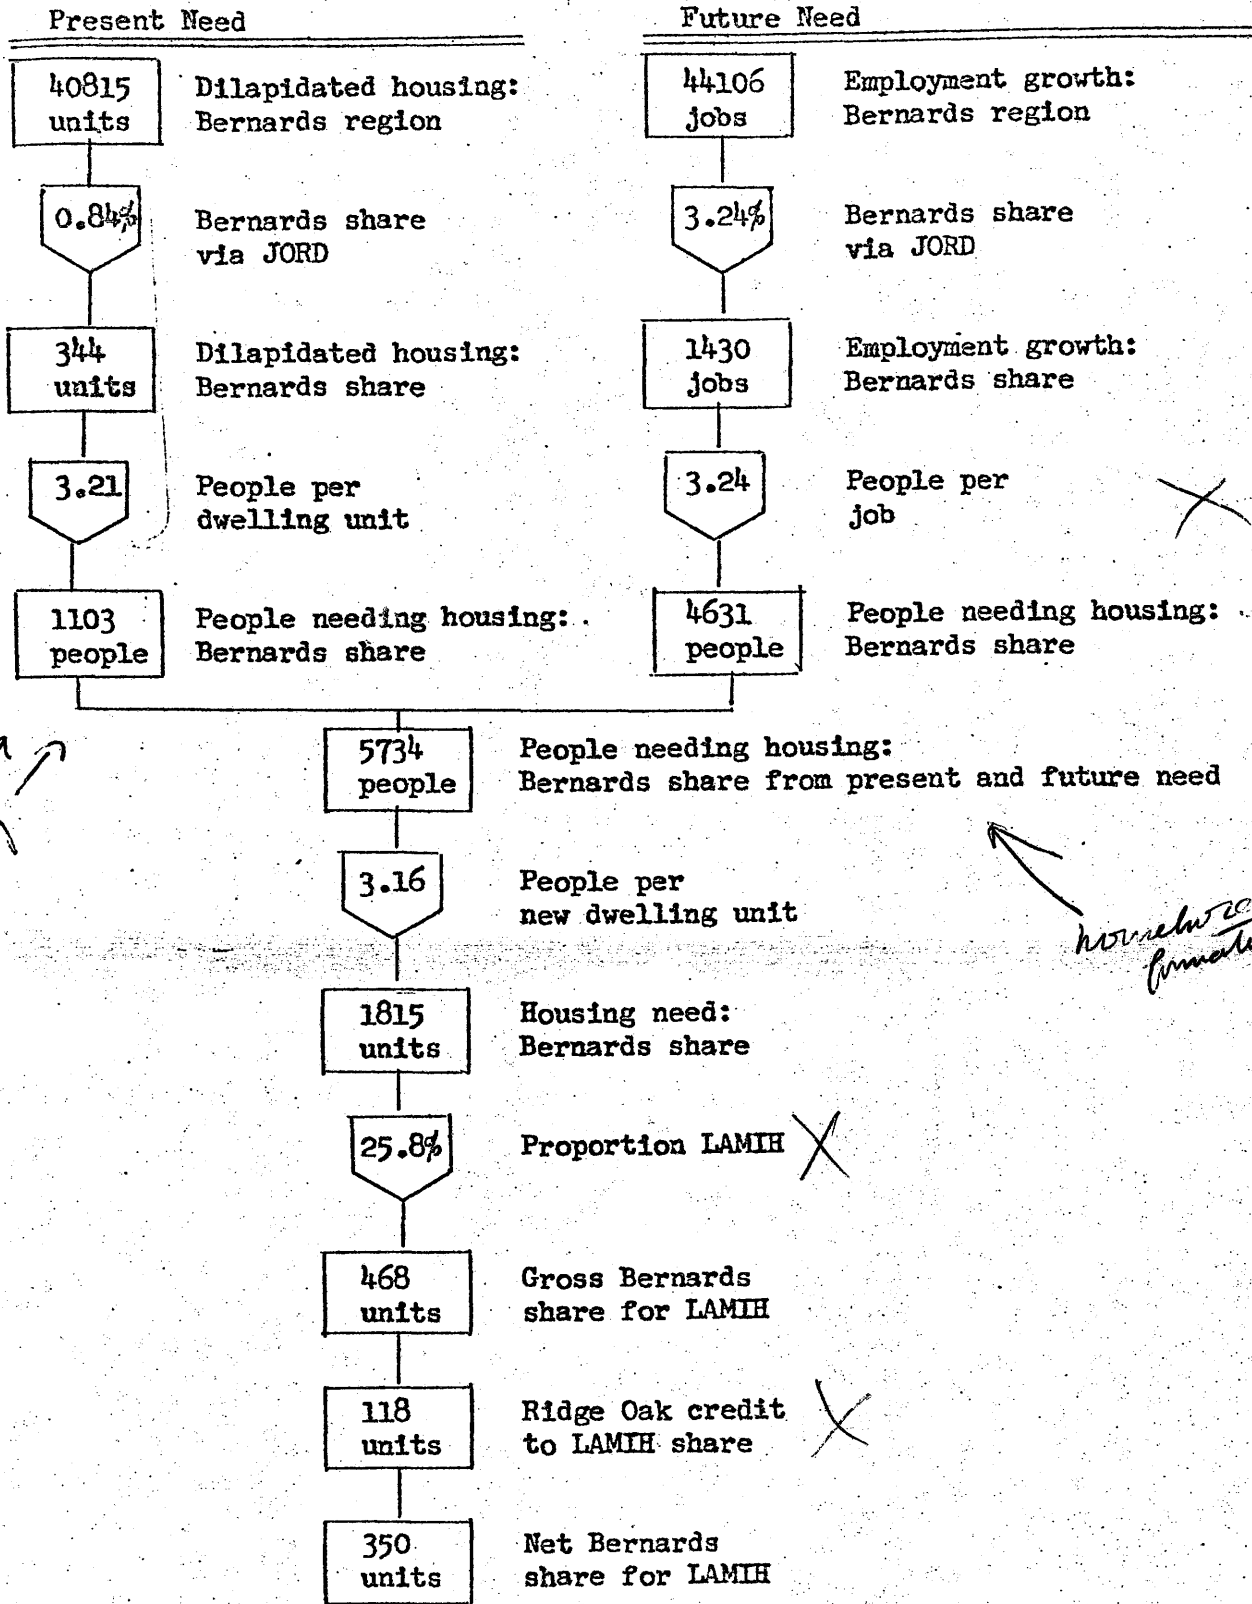 Present Need
40815
units
Dilapidated housing:
Bernards region
0.84%
Bernards share
via JORD
344
units
Dilapidated housing:
Bernards share
3.21
People per
dwelling unit
1103
people
People needing housing:
Bernards share
Future Need
44106
jobs
Employment growth:
Bernards region
3.24%
Bernards share
via JORD
1430
jobs
Employment growth:
Bernards share
3.24
People per
job
4631
people
People needing housing:
Bernards share
5734
people
People needing housing:
Bernards share from present and future need
3.16
People per
new dwelling unit
1815
units
Housing need:
Bernards share
25.8%
Proportion LAMIH
468
units
Gross Bernards
share for LAMIH
118
units
Ridge Oak credit
to LAMIH share
350
units
Net Bernards
share for LAMIH